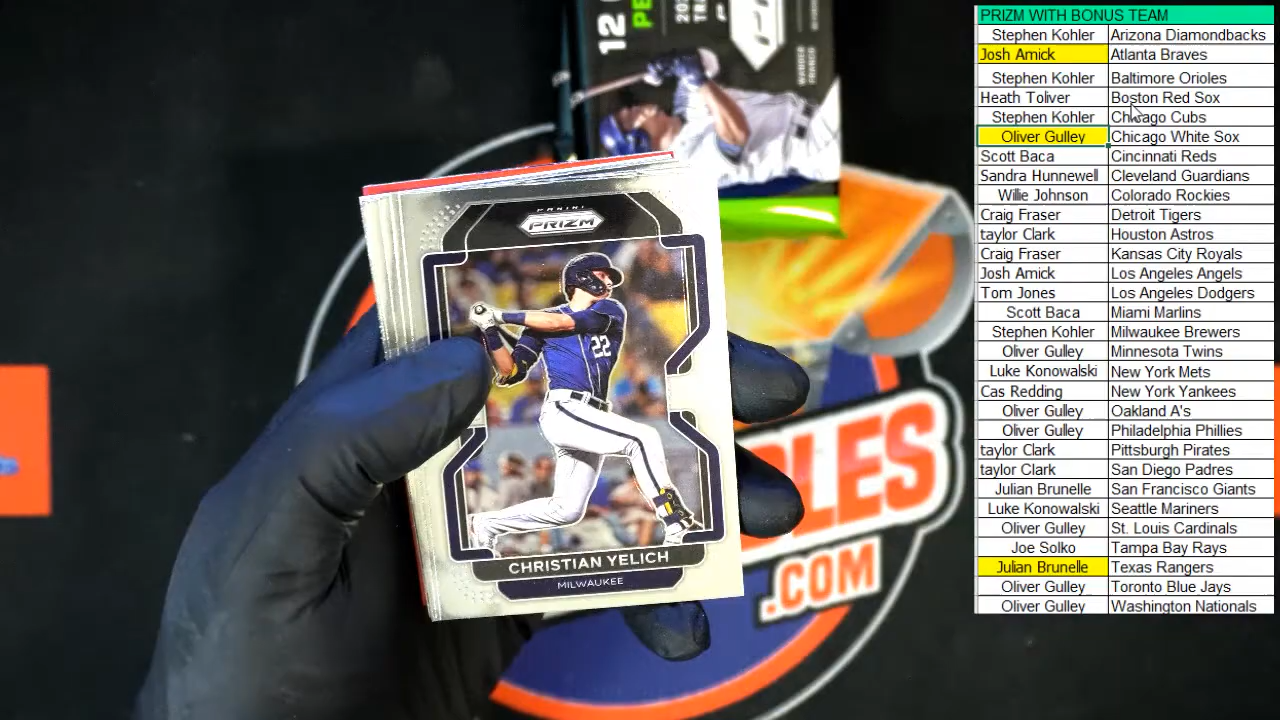 PRIZM WITH BONUS TEAM
Stephen Kohler Arizona Diamondbacks
Josh Amick Atlanta Braves
Stephen Kohler Baltimore Orioles
Heath Toliver Boston Red Sox
Stephen Kohler Chicago Cubs
Oliver Gulley Chicago White Sox
Scott Baca Cincinnati Reds
Sandra Hunnewell Cleveland Guardians
Willie Johnson Colorado Rockies
Craig Fraser Detroit Tigers
taylor Clark Houston Astros
Craig Fraser Kansas City Royals
Josh Amick Los Angeles Angels
Tom Jones Los Angeles Dodgers
Scott Baca Miami Marlins
Stephen Kohler Milwaukee Brewers
Oliver Gulley Minnesota Twins
Luke Konowalski New York Mets
Cas Redding New York Yankees
Oliver Gulley Oakland A's
Oliver Gulley Philadelphia Phillies
taylor Clark Pittsburgh Pirates
taylor Clark San Diego Padres
Julian Brunelle San Francisco Giants
Luke Konowalski Seattle Mariners
Oliver Gulley St. Louis Cardinals
Joe Solko Tampa Bay Rays
Julian Brunelle Texas Rangers
Oliver Gulley Toronto Blue Jays
Oliver Gulley Washington Nationals
12
WANDER
FRANCO
PANINI
PRIZM
22
CHRISTIAN YELICH
MILWAUKEE
.COM